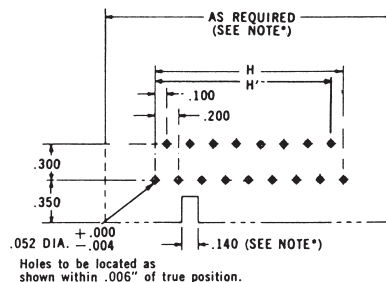 AS REQUIRED
(SEE NOTE*)
H
H'
.100
.200
.300
.350
.052 DIA. +.000
-.004
.140 (SEE NOTE*)
Holes to be located as
shown within .006" of true position.